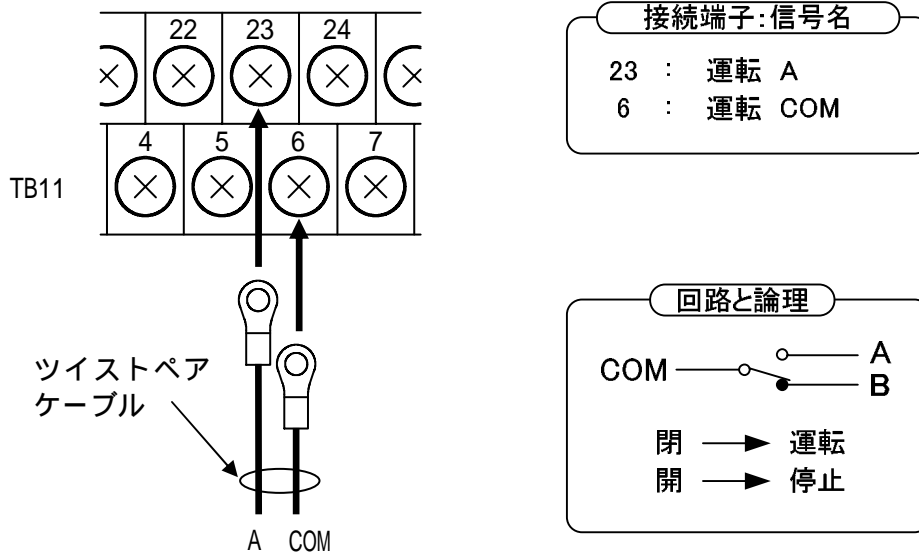 22 23 24
4 5 6 7
TB11
ツイストペア
ケーブル
A COM
接続端子:信号名
23 : 運転 A
6 : 運転 COM
回路と論理
COM
A
B
閉 運転
開 停止